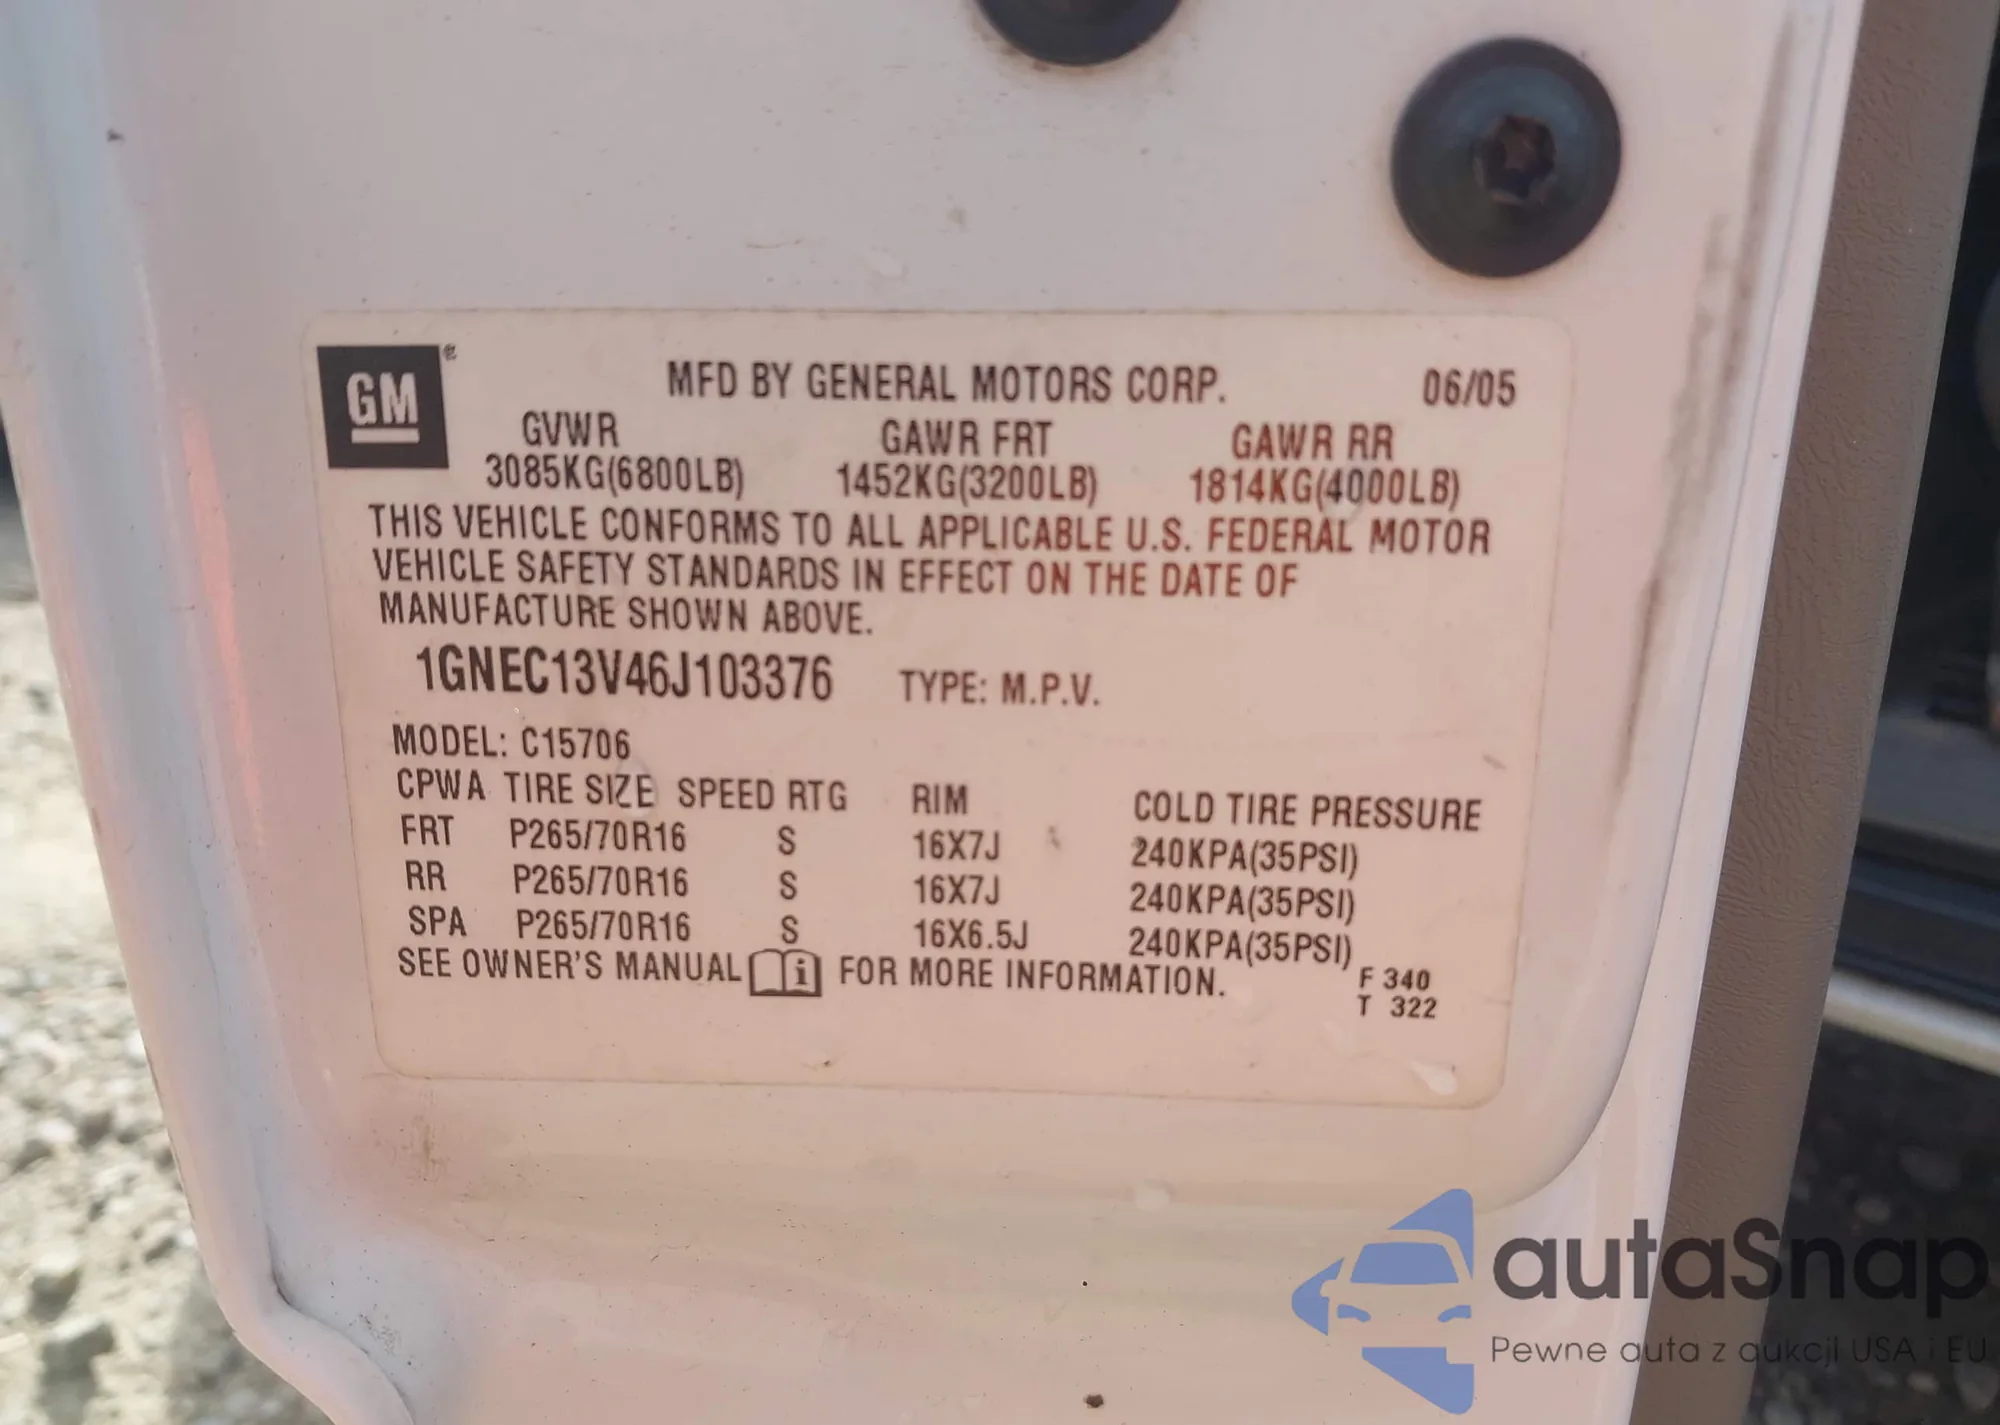 GM®
MFD BY GENERAL MOTORS CORP. 06/05
GVWR GAWR FRT GAWR RR
3085KG(6800LB) 1452KG(3200LB) 1814KG(4000LB)
THIS VEHICLE CONFORMS TO ALL APPLICABLE U.S. FEDERAL MOTOR
VEHICLE SAFETY STANDARDS IN EFFECT ON THE DATE OF
MANUFACTURE SHOWN ABOVE.
1GNEC13V46J103376 TYPE: M.P.V.
MODEL: C15706
CPWA TIRE SIZE SPEED RTG RIM COLD TIRE PRESSURE
FRT P265/70R16 S 16X7J 240KPA(35PSI)
RR P265/70R16 S 16X7J 240KPA(35PSI)
SPA P265/70R16 S 16X6.5J 240KPA(35PSI)
SEE OWNER'S MANUAL i FOR MORE INFORMATION.
F 340
T 322
autaSnap
Pewne auta z aukcji USA i EU